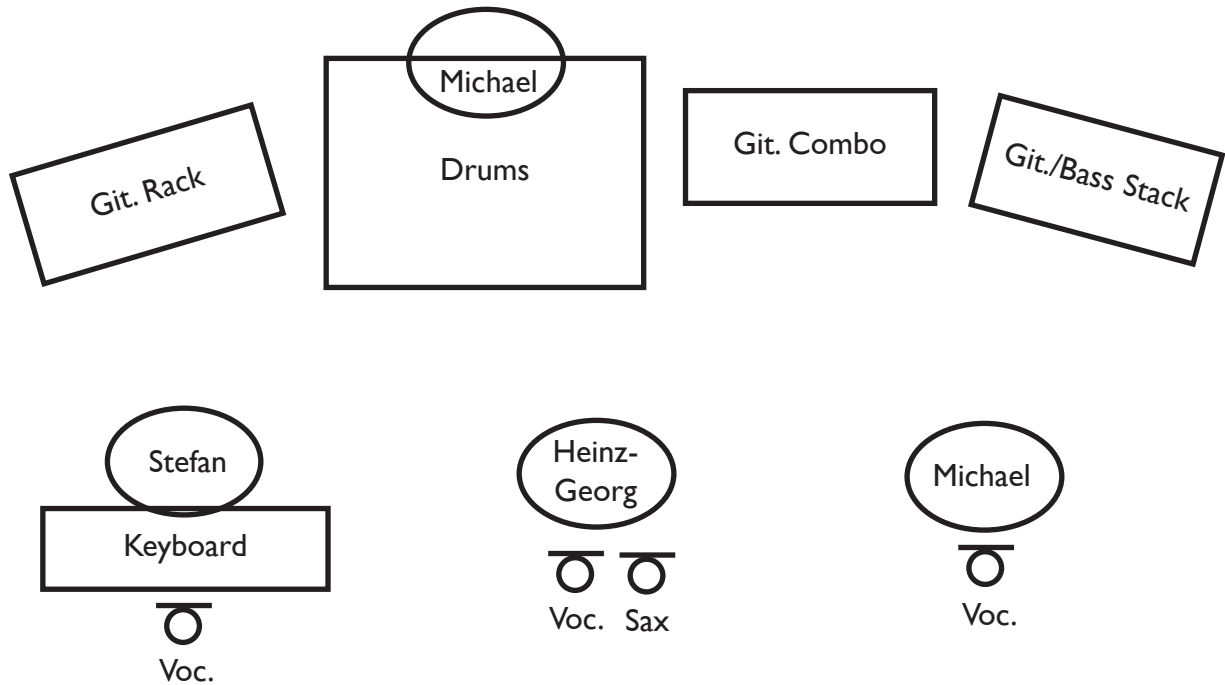 Michael
Drums
Git. Rack
Git. Combo
Git./Bass Stack
Stefan
Keyboard
Voc.
Heinz-
Georg
Voc. Sax
Michael
Voc.